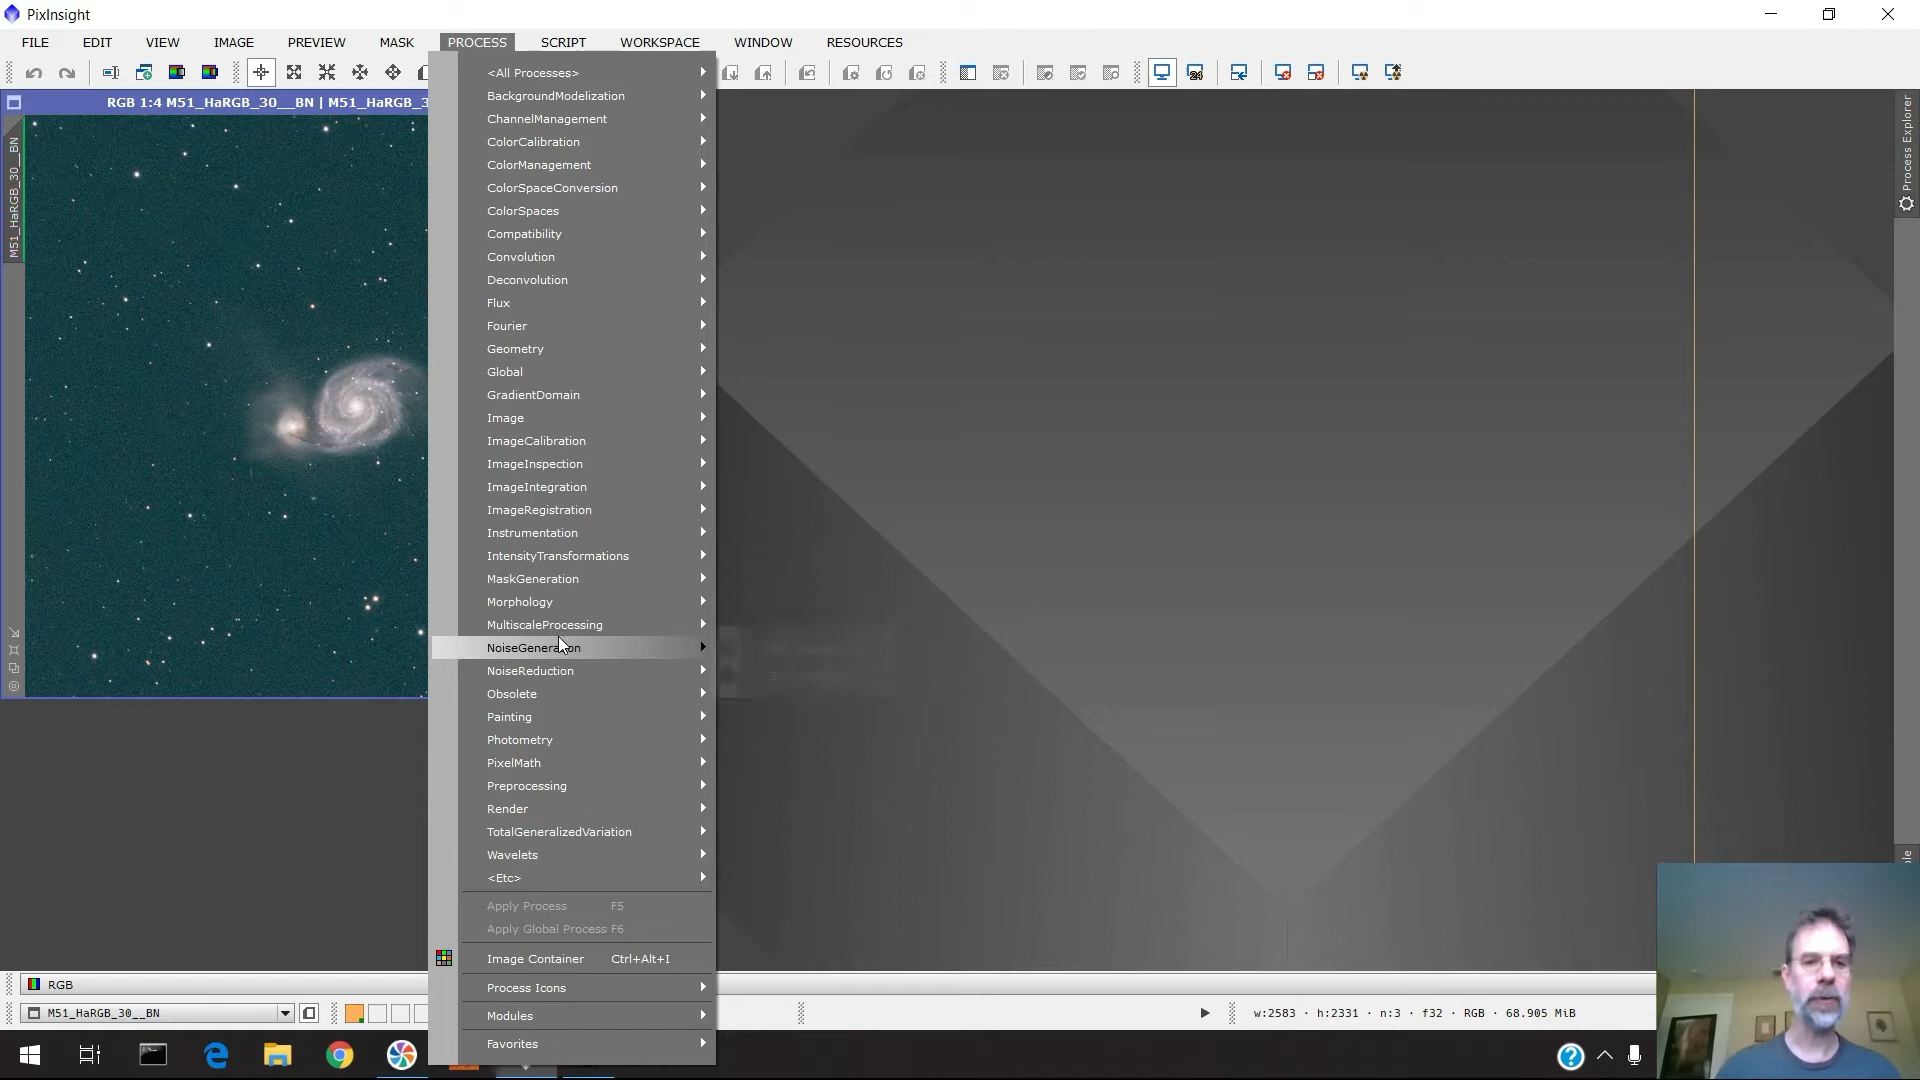 PixInsight
FILE EDIT VIEW IMAGE PREVIEW MASK PROCESS SCRIPT WORKSPACE WINDOW RESOURCES
24
RGB 1:4 M51_HaRGB_30__BN | M51_HaRGB_3
M51_HaRGB_30__BN
<All Processes>
BackgroundModelization
ChannelManagement
ColorCalibration
ColorManagement
ColorSpaceConversion
ColorSpaces
Compatibility
Convolution
Deconvolution
Flux
Fourier
Geometry
Global
GradientDomain
Image
ImageCalibration
ImageInspection
ImageIntegration
ImageRegistration
Instrumentation
IntensityTransformations
MaskGeneration
Morphology
MultiscaleProcessing
NoiseGeneration
NoiseReduction
Obsolete
Painting
Photometry
PixelMath
Preprocessing
Render
TotalGeneralizedVariation
Wavelets
<Etc>
Apply Process F5
Apply Global Process F6
Image Container Ctrl+Alt+I
Process Icons
Modules
Favorites
Process Explorer
RGB
M51_HaRGB_30__BN
w:2583 · h:2331 · n:3 · f32 · RGB · 68.905 MiB